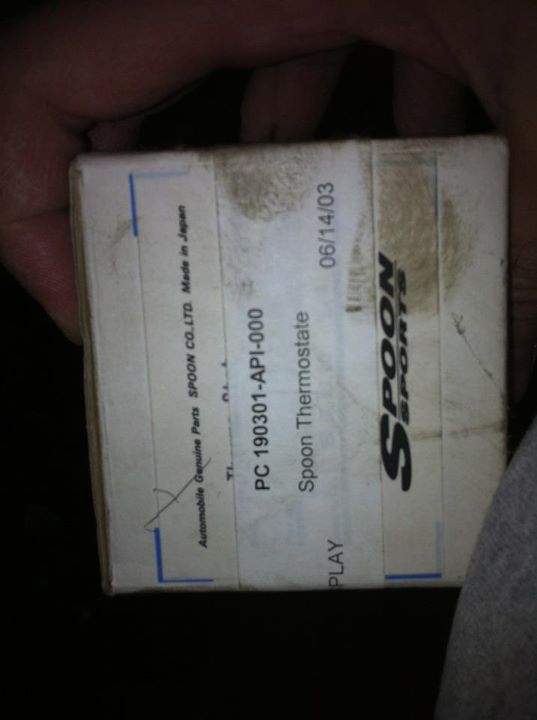 SPOON
SPORTS
06/14/03
PLAY
Spoon Thermostate
PC 190301-API-000
Automobile Genuine Parts SPOON CO.,LTD. Made in Japan